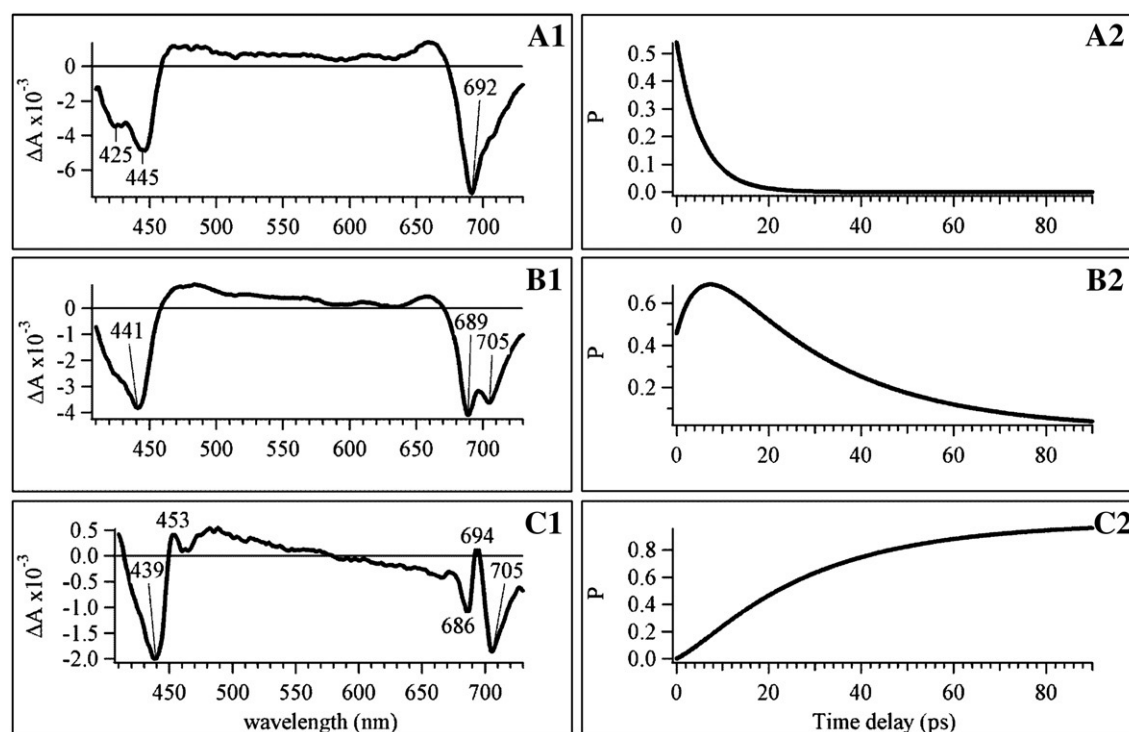 A1
ΔA x10⁻³
0
-2
-4
-6
425
445
692
450 500 550 600 650 700
A2
P
0.5
0.4
0.3
0.2
0.1
0.0
0 20 40 60 80
B1
ΔA x10⁻³
0
-1
-2
-3
-4
441
689
705
450 500 550 600 650 700
B2
P
0.6
0.4
0.2
0 20 40 60 80
C1
ΔA x10⁻³
0.5
0.0
-0.5
-1.0
-1.5
-2.0
453
439
694
705
686
450 500 550 600 650 700
wavelength (nm)
C2
P
0.8
0.6
0.4
0.2
0.0
0 20 40 60 80
Time delay (ps)